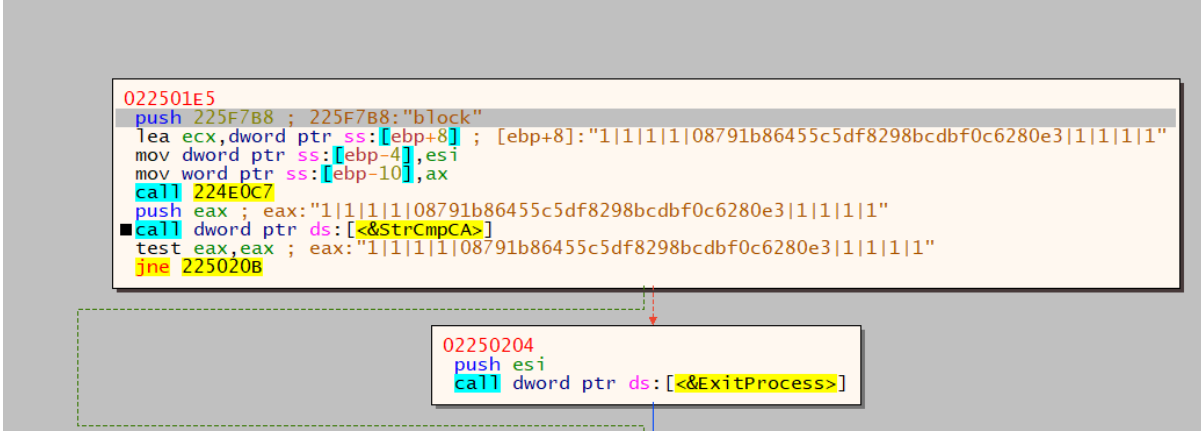 022501E5
push 225F7B8 ; 225F7B8:"block"
lea ecx,dword ptr ss:[ebp+8] ; [ebp+8]:"1|1|1|1|08791b86455c5df8298bcdbf0c6280e3|1|1|1|1"
mov dword ptr ss:[ebp-4],esi
mov word ptr ss:[ebp-10],ax
call 224E0C7
push eax ; eax:"1|1|1|1|08791b86455c5df8298bcdbf0c6280e3|1|1|1|1"
call dword ptr ds:[<&StrCmpCA>]
test eax,eax ; eax:"1|1|1|1|08791b86455c5df8298bcdbf0c6280e3|1|1|1|1"
jne 225020B
02250204
push esi
call dword ptr ds:[<&ExitProcess>]